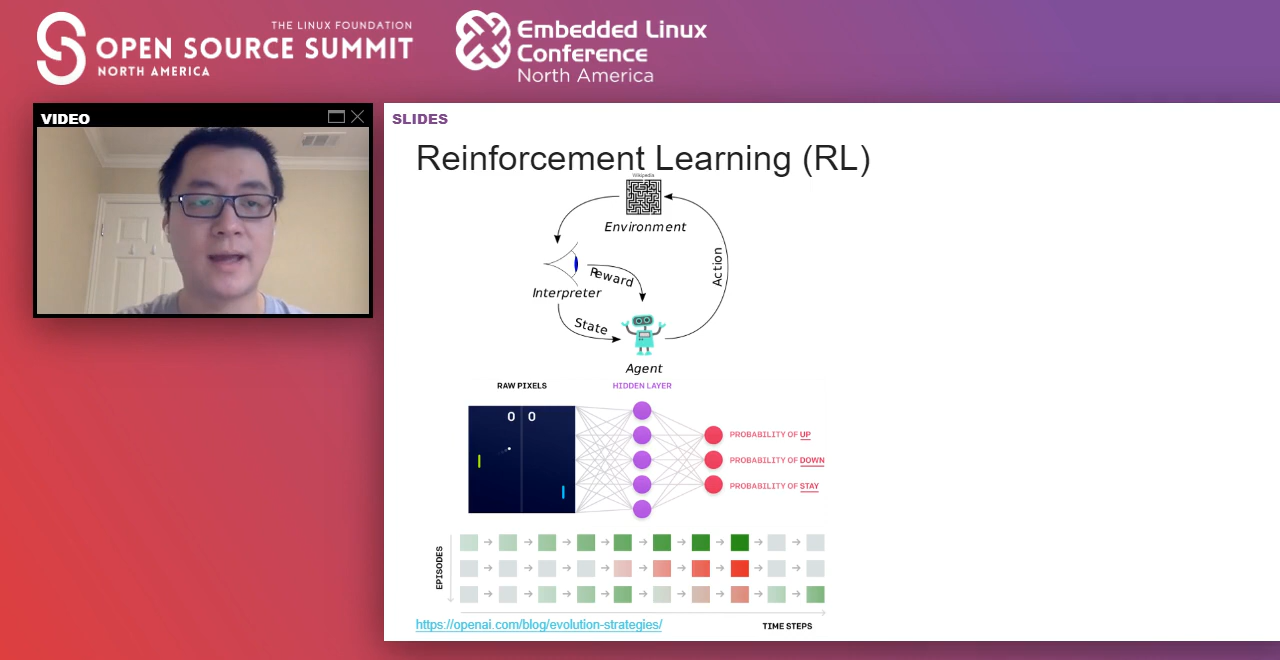 THE LINUX FOUNDATION
OPEN SOURCE SUMMIT
NORTH AMERICA
Embedded Linux
Conference
North America
VIDEO
SLIDES
Reinforcement Learning (RL)
Wikipedia
Environment
Reward
Action
Interpreter
State
Agent
RAW PIXELS
HIDDEN LAYER
0 0
PROBABILITY OF UP
PROBABILITY OF DOWN
PROBABILITY OF STAY
EPISODES
https://openai.com/blog/evolution-strategies/
TIME STEPS